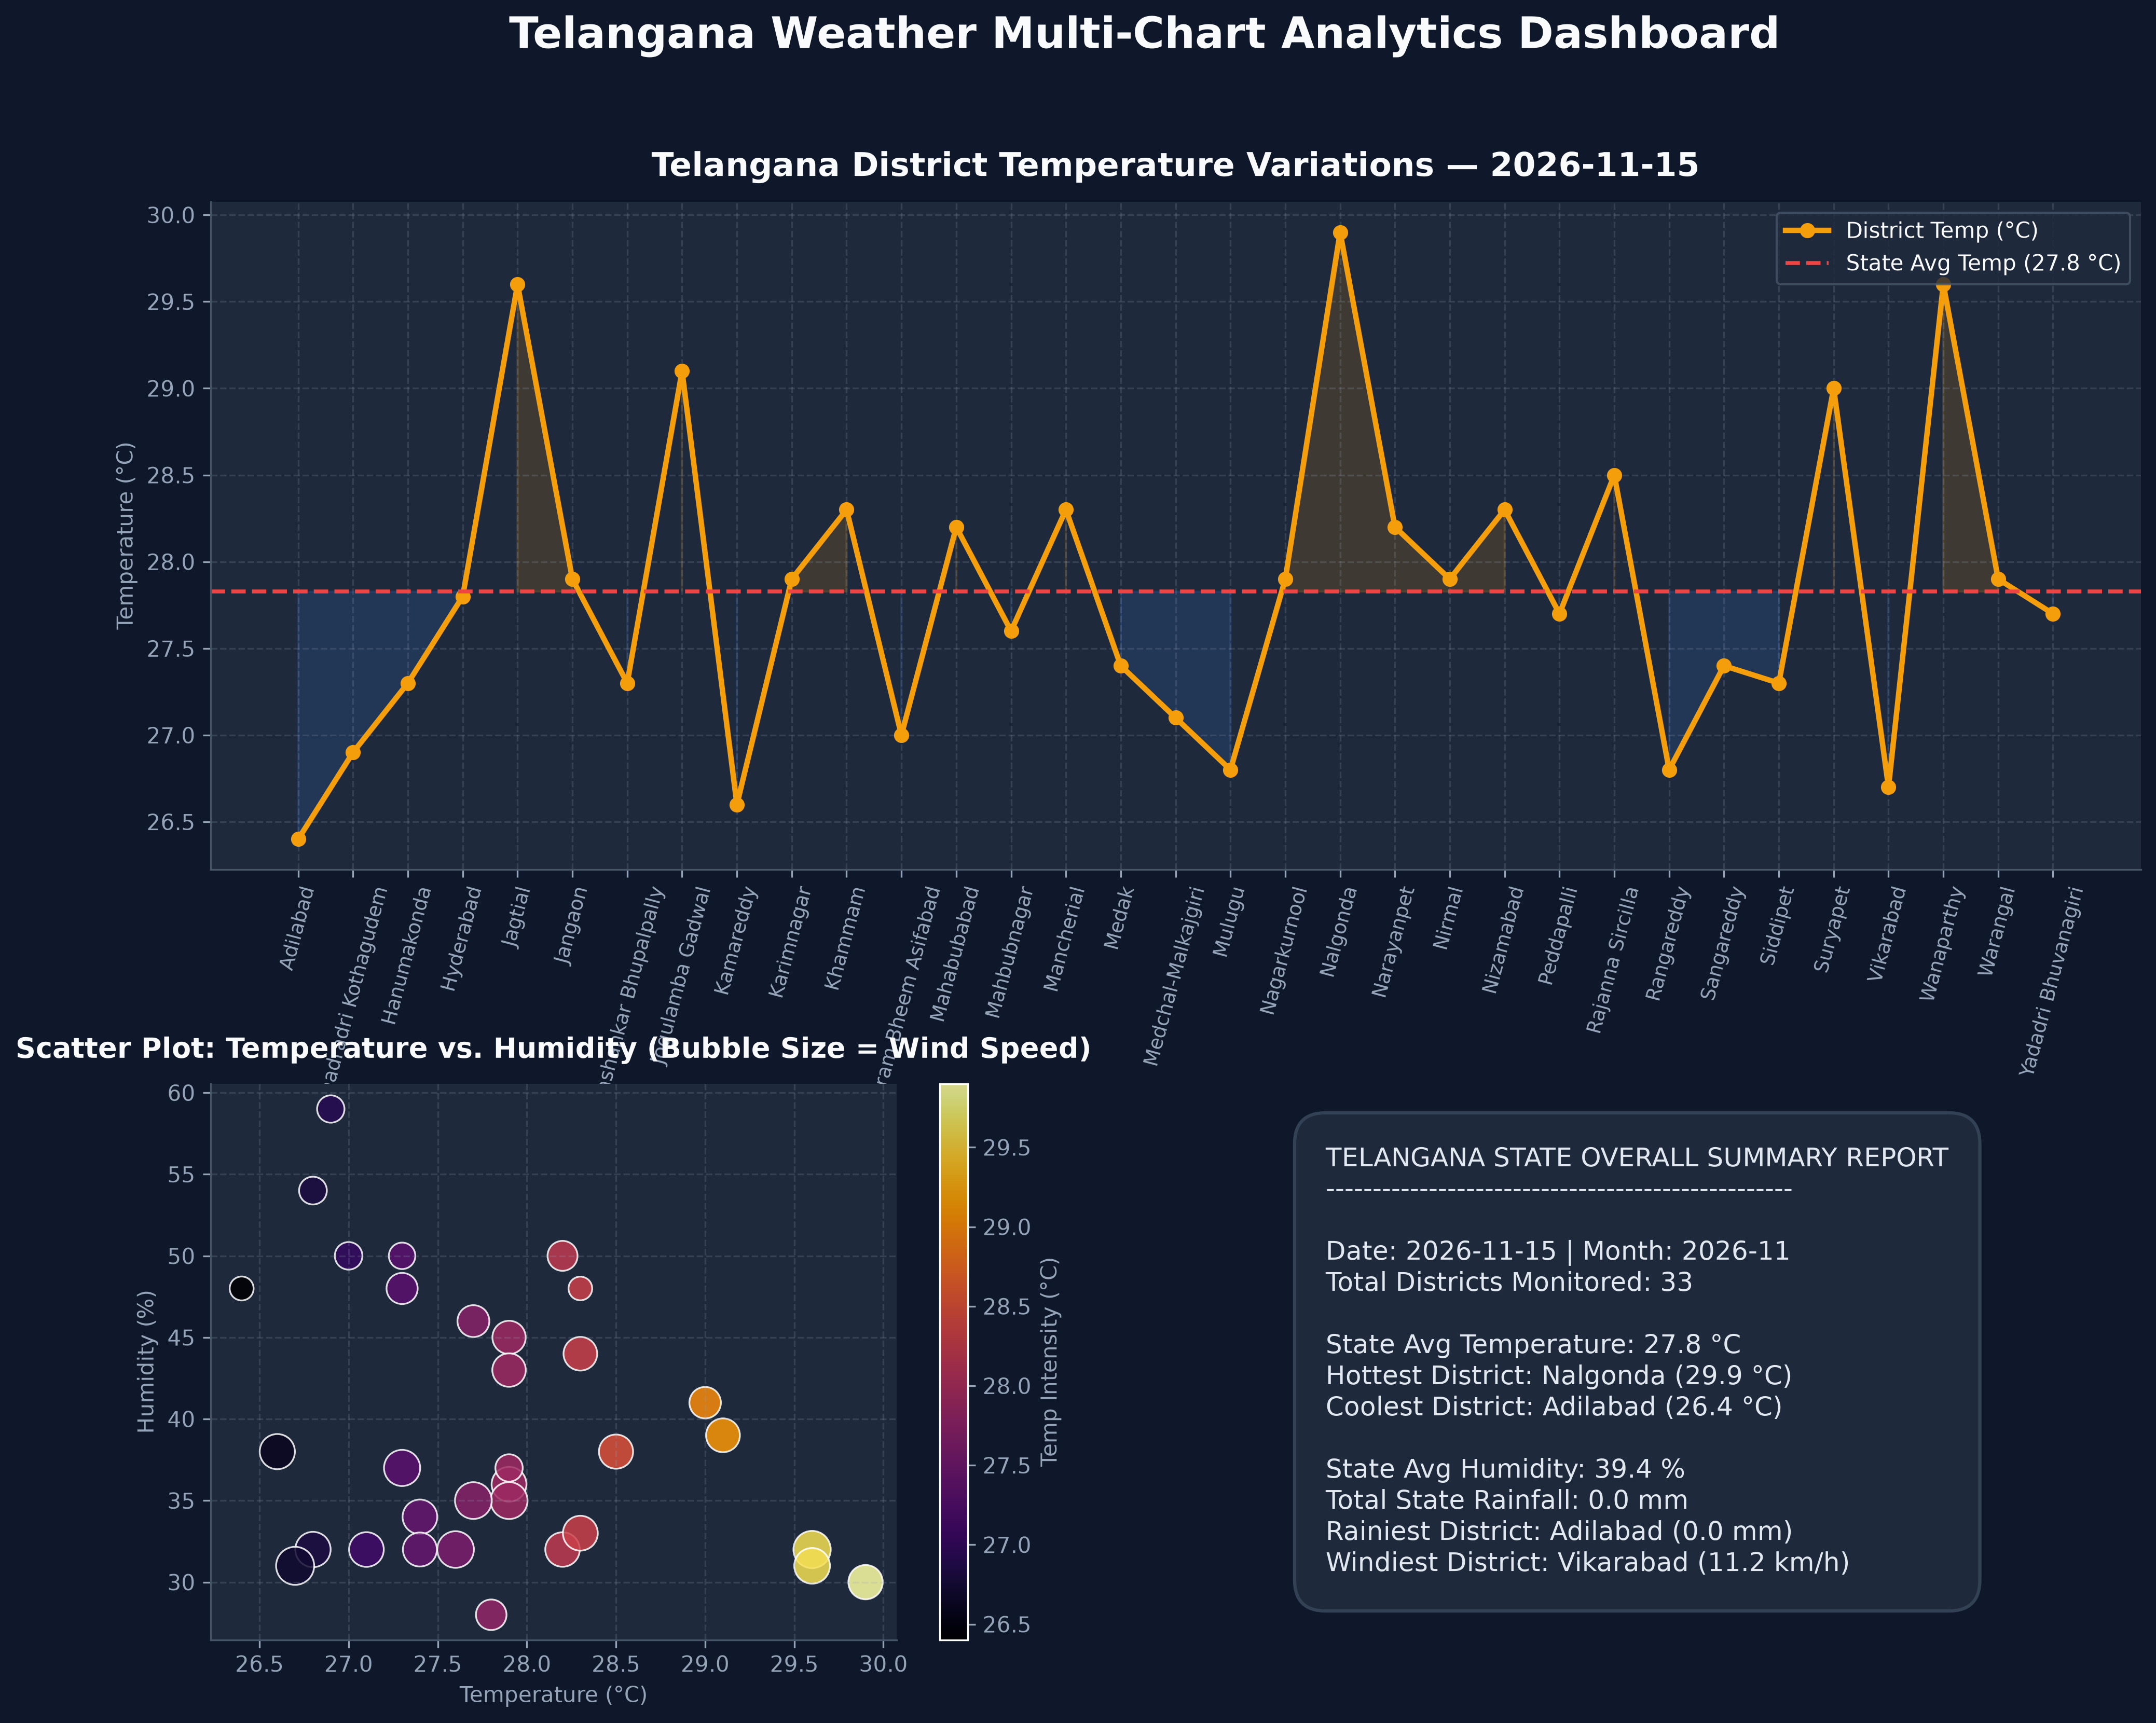 Telangana Weather Multi-Chart Analytics Dashboard
Telangana District Temperature Variations — 2026-11-15
30.0
29.5
29.0
28.5
28.0
27.5
27.0
26.5
Temperature (°C)
District Temp (°C)
State Avg Temp (27.8 °C)
Adilabad
Kothagudem
Hanumakonda
Hyderabad
Jagtial
Jangaon
Bhupalpally
Gadwal
Kamareddy
Karimnagar
Khammam
Bheem Asifabad
Mahabubabad
Mahbubnagar
Mancherial
Medak
Medchal-Malkajgiri
Mulugu
Nagarkurnool
Nalgonda
Narayanpet
Nirmal
Nizamabad
Peddapalli
Rajanna Sircilla
Rangareddy
Sangareddy
Siddipet
Suryapet
Vikarabad
Wanaparthy
Warangal
Yadadri Bhuvanagiri
Scatter Plot: Temperature vs. Humidity (Bubble Size = Wind Speed)
60
55
50
45
40
35
30
Humidity (%)
26.5 27.0 27.5 28.0 28.5 29.0 29.5 30.0
Temperature (°C)
29.5
29.0
28.5
28.0
27.5
27.0
26.5
Temp Intensity (°C)
TELANGANA STATE OVERALL SUMMARY REPORT
--------------------------------------------------
Date: 2026-11-15 | Month: 2026-11
Total Districts Monitored: 33
State Avg Temperature: 27.8 °C
Hottest District: Nalgonda (29.9 °C)
Coolest District: Adilabad (26.4 °C)
State Avg Humidity: 39.4 %
Total State Rainfall: 0.0 mm
Rainiest District: Adilabad (0.0 mm)
Windiest District: Vikarabad (11.2 km/h)